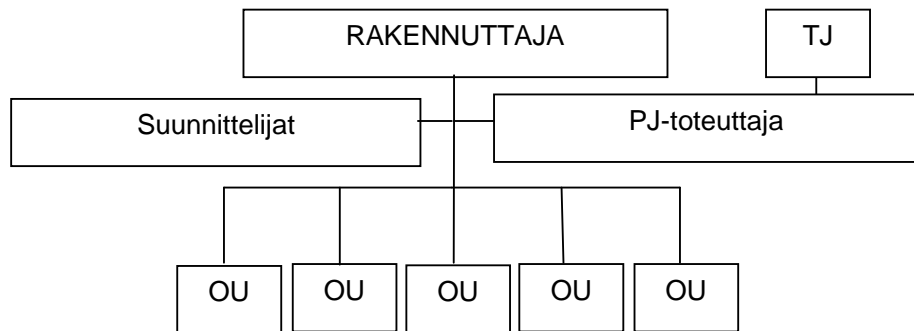 RAKENNUTTAJA
TJ
Suunnittelijat
PJ-toteuttaja
OU
OU
OU
OU
OU